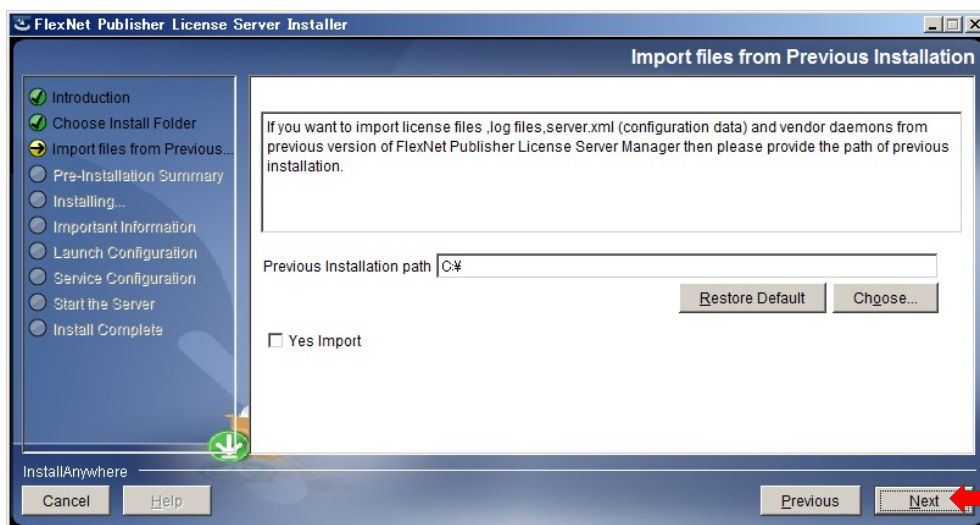 FlexNet Publisher License Server Installer
Import files from Previous Installation
Introduction
Choose Install Folder
Import files from Previous...
Pre-Installation Summary
Installing...
Important Information
Launch Configuration
Service Configuration
Start the Server
Install Complete
If you want to import license files ,log files,server.xml (configuration data) and vendor daemons from
previous version of FlexNet Publisher License Server Manager then please provide the path of previous
installation.
Previous Installation path C:¥
Restore Default Choose...
Yes Import
InstallAnywhere
Cancel Help Previous Next